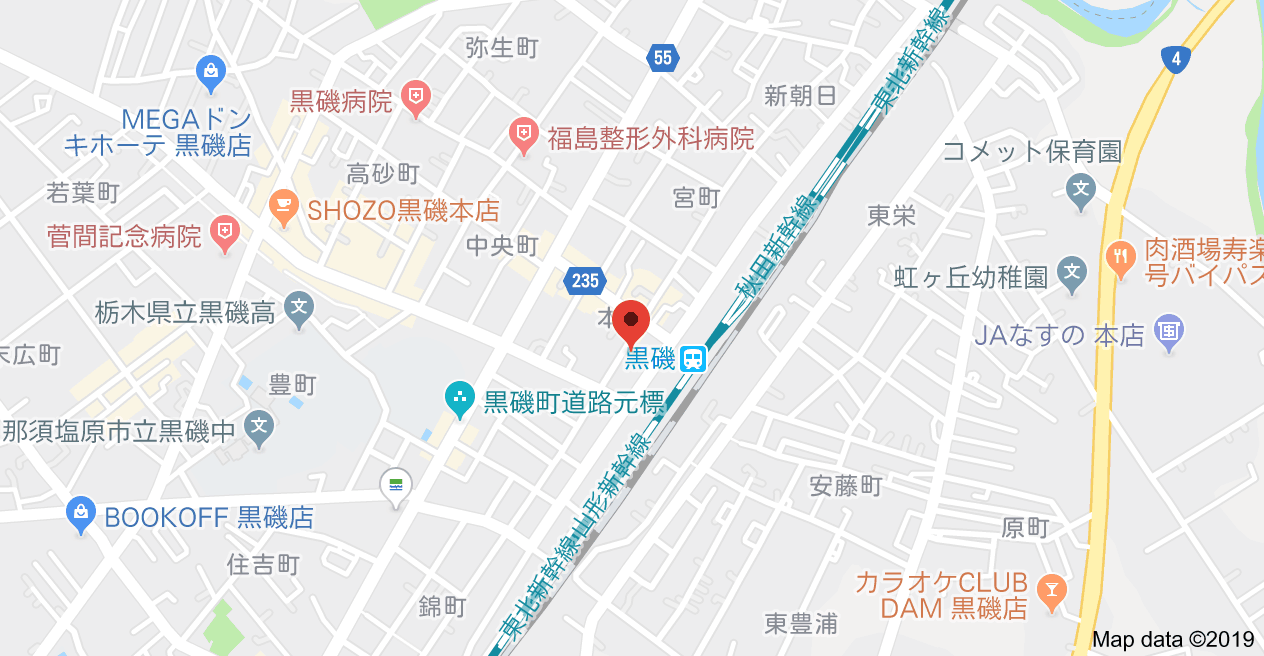 弥生町
55
4
東北新幹線
MEGAドン
キホーテ 黒磯店
黒磯病院
新朝日
福島整形外科病院
コメット保育園
高砂町
若葉町
宮町
SHOZO黒磯本店
東栄
菅間記念病院
中央町
秋田新幹線
肉酒場寿楽
号バイパス
235
虹ヶ丘幼稚園
栃木県立黒磯高
JAなすの 本店
黒磯
末広町
豊町
黒磯町道路元標
那須塩原市立黒磯中
安藤町
BOOKOFF 黒磯店
原町
東北新幹線山形新幹線
住吉町
カラオケCLUB
DAM 黒磯店
錦町
東豊浦
Map data ©2019